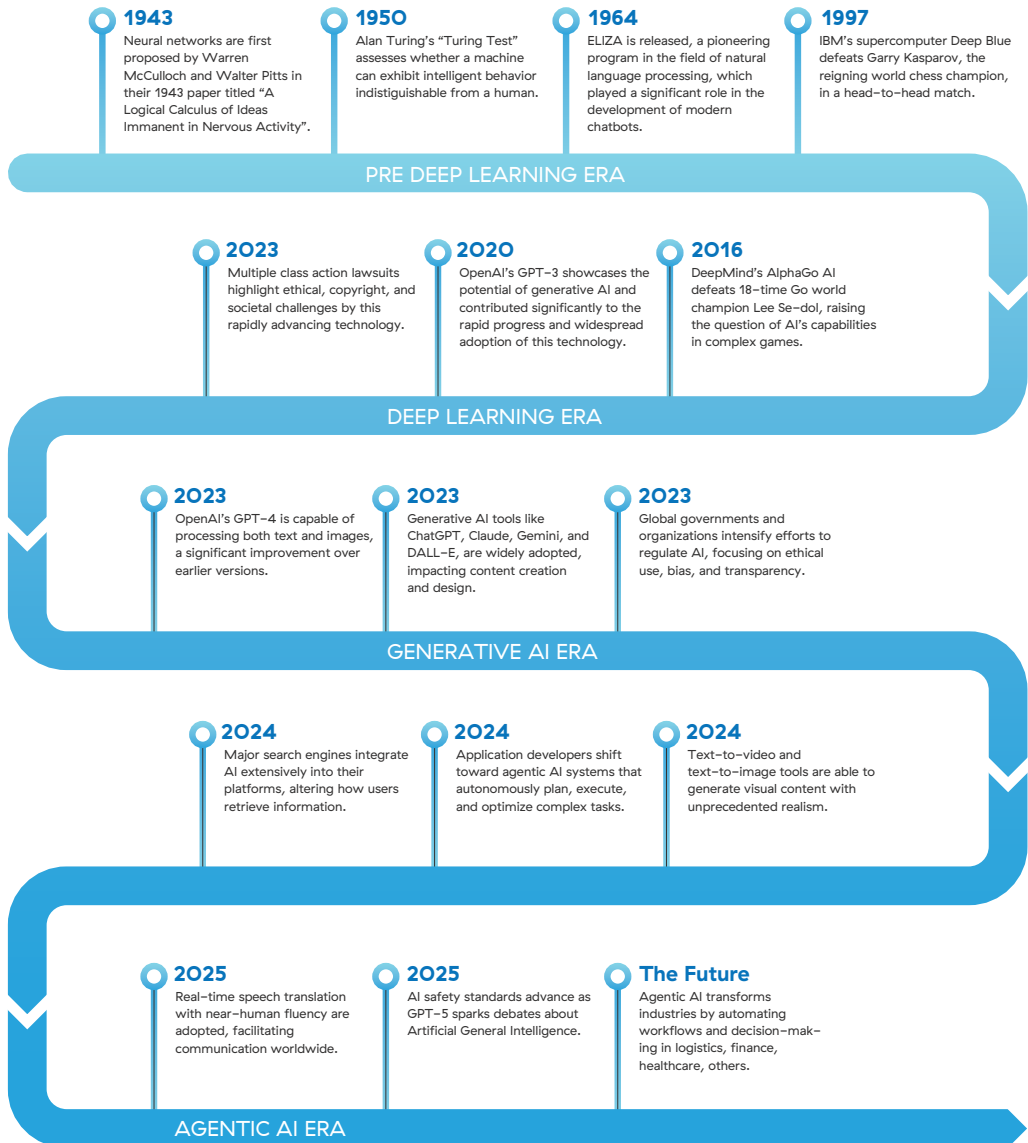 1943
Neural networks are first
proposed by Warren
McCulloch and Walter Pitts in
their 1943 paper titled “A
Logical Calculus of Ideas
Immanent in Nervous Activity”.
1950
Alan Turing’s “Turing Test”
assesses whether a machine
can exhibit intelligent behavior
indistiguishable from a human.
1964
ELIZA is released, a pioneering
program in the field of natural
language processing, which
played a significant role in the
development of modern
chatbots.
1997
IBM’s supercomputer Deep Blue
defeats Garry Kasparov, the
reigning world chess champion,
in a head-to-head match.
PRE DEEP LEARNING ERA
2023
Multiple class action lawsuits
highlight ethical, copyright, and
societal challenges by this
rapidly advancing technology.
2020
OpenAI’s GPT-3 showcases the
potential of generative AI and
contributed significantly to the
rapid progress and widespread
adoption of this technology.
2016
DeepMind’s AlphaGo AI
defeats 18-time Go world
champion Lee Se-dol, raising
the question of AI’s capabilities
in complex games.
DEEP LEARNING ERA
2023
OpenAI’s GPT-4 is capable of
processing both text and images,
a significant improvement over
earlier versions.
2023
Generative AI tools like
ChatGPT, Claude, Gemini, and
DALL-E, are widely adopted,
impacting content creation
and design.
2023
Global governments and
organizations intensify efforts to
regulate AI, focusing on ethical
use, bias, and transparency.
GENERATIVE AI ERA
2024
Major search engines integrate
AI extensively into their
platforms, altering how users
retrieve information.
2024
Application developers shift
toward agentic AI systems that
autonomously plan, execute,
and optimize complex tasks.
2024
Text-to-video and
text-to-image tools are able to
generate visual content with
unprecedented realism.
2025
Real-time speech translation
with near-human fluency are
adopted, facilitating
communication worldwide.
2025
AI safety standards advance as
GPT-5 sparks debates about
Artificial General Intelligence.
The Future
Agentic AI transforms
industries by automating
workflows and decision-mak-
ing in logistics, finance,
healthcare, others.
AGENTIC AI ERA